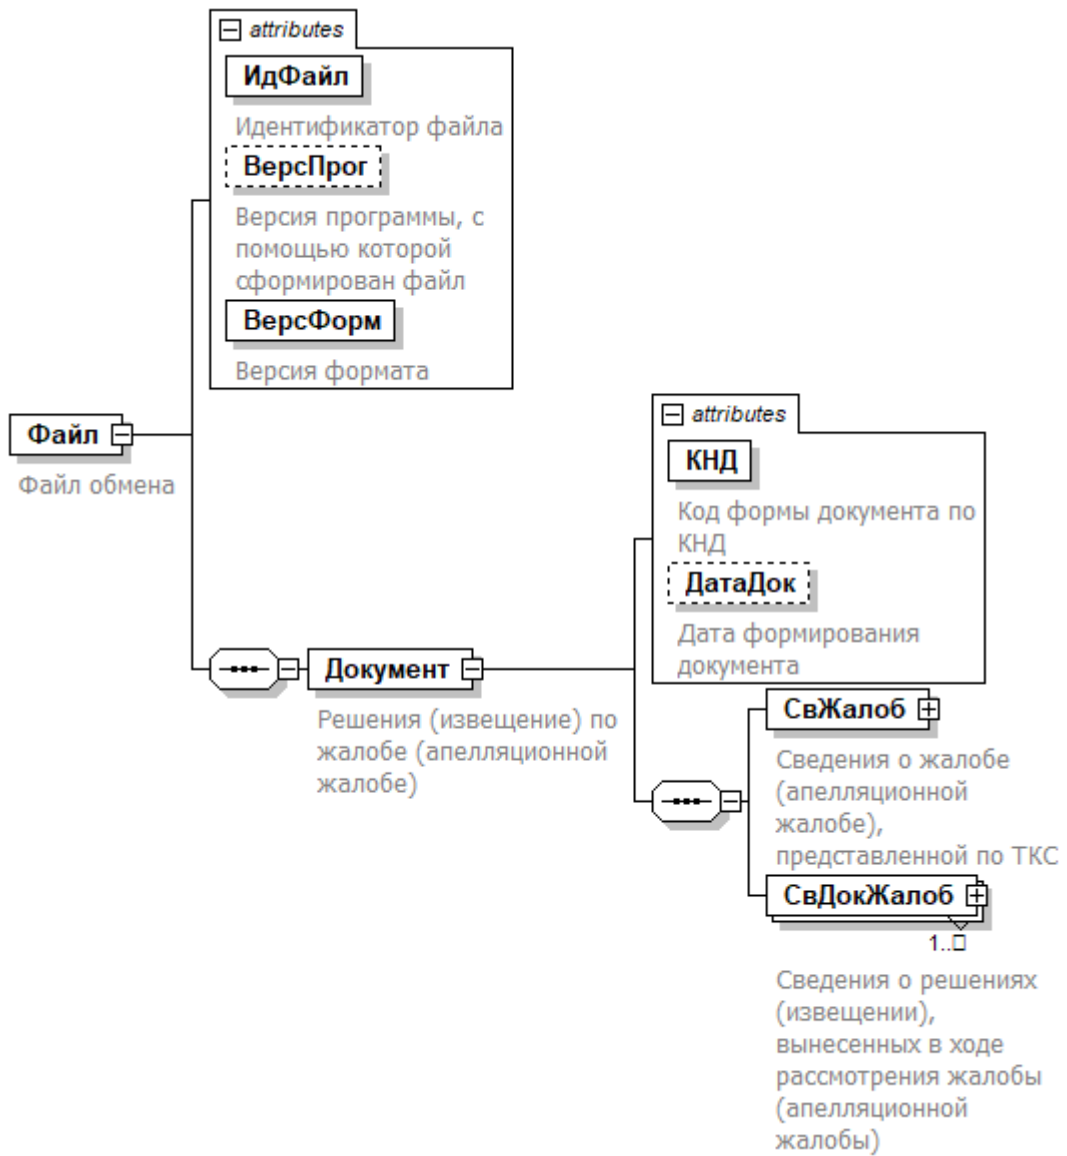 attributes
ИдФайл
Идентификатор файла
ВерсПрог
Версия программы, с
помощью которой
сформирован файл
ВерсФорм
Версия формата
Файл
Файл обмена
attributes
КНД
Код формы документа по
КНД
ДатаДок
Дата формирования
документа
Документ
Решения (извещение) по
жалобе (апелляционной
жалобе)
СвЖалоб
Сведения о жалобе
(апелляционной
жалобе),
представленной по ТКС
СвДокЖалоб
1..□
Сведения о решениях
(извещении),
вынесенных в ходе
рассмотрения жалобы
(апелляционной
жалобы)